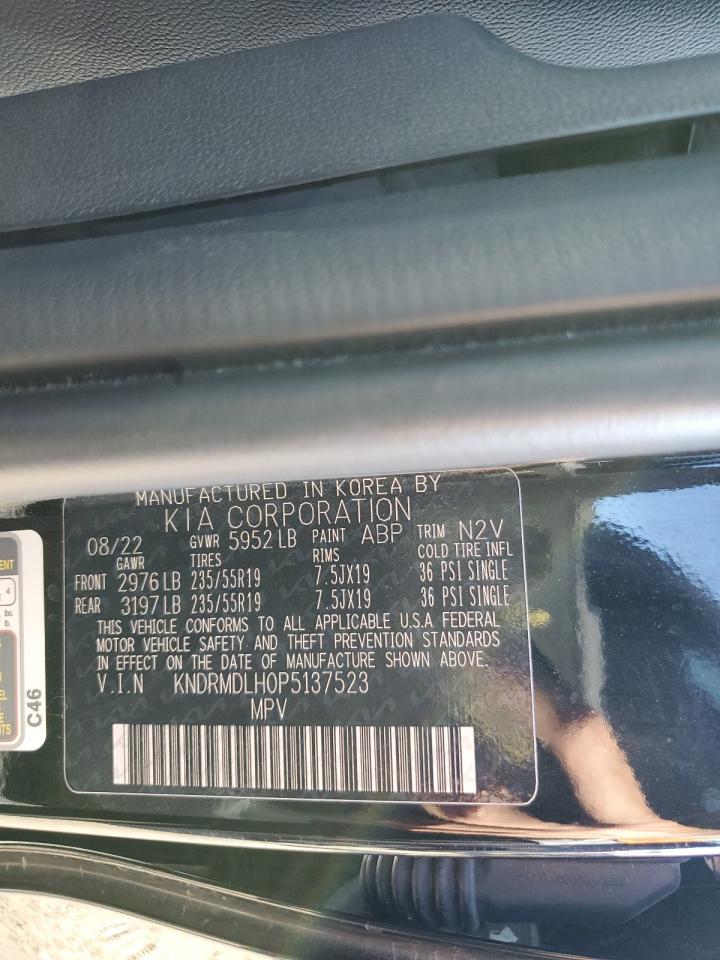 MANUFACTURED IN KOREA BY
KIA CORPORATION
08/22 GVWR 5952 LB PAINT ABP TRIM N2V
GAWR TIRES RIMS COLD TIRE INFL
FRONT 2976 LB 235/55R19 7.5JX19 36 PSI SINGLE
REAR 3197 LB 235/55R19 7.5JX19 36 PSI SINGLE
THIS VEHICLE CONFORMS TO ALL APPLICABLE U.S.A FEDERAL
MOTOR VEHICLE SAFETY AND THEFT PREVENTION STANDARDS
IN EFFECT ON THE DATE OF MANUFACTURE SHOWN ABOVE.
V.I.N KNDRMDLH0P5137523
MPV
C46